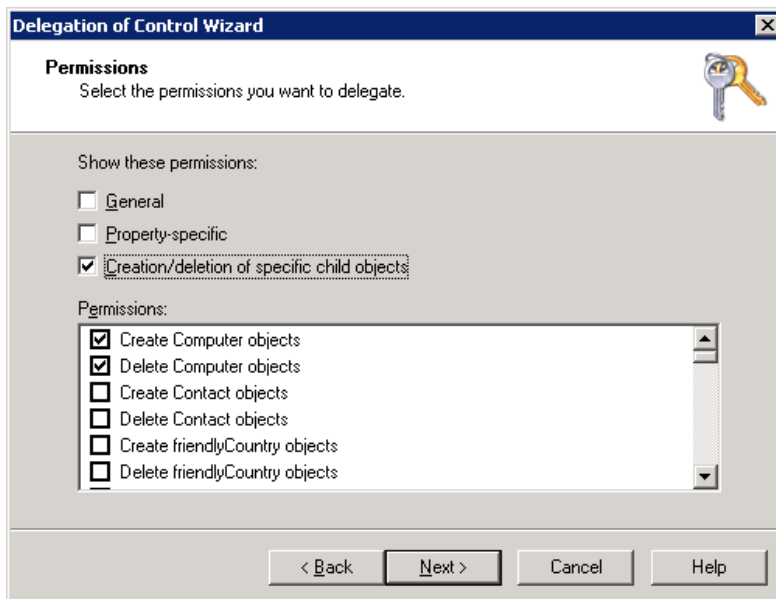 Delegation of Control Wizard
Permissions
Select the permissions you want to delegate.
Show these permissions:
General
Property-specific
Creation/deletion of specific child objects
Permissions:
Create Computer objects
Delete Computer objects
Create Contact objects
Delete Contact objects
Create friendlyCountry objects
Delete friendlyCountry objects
< Back Next > Cancel Help